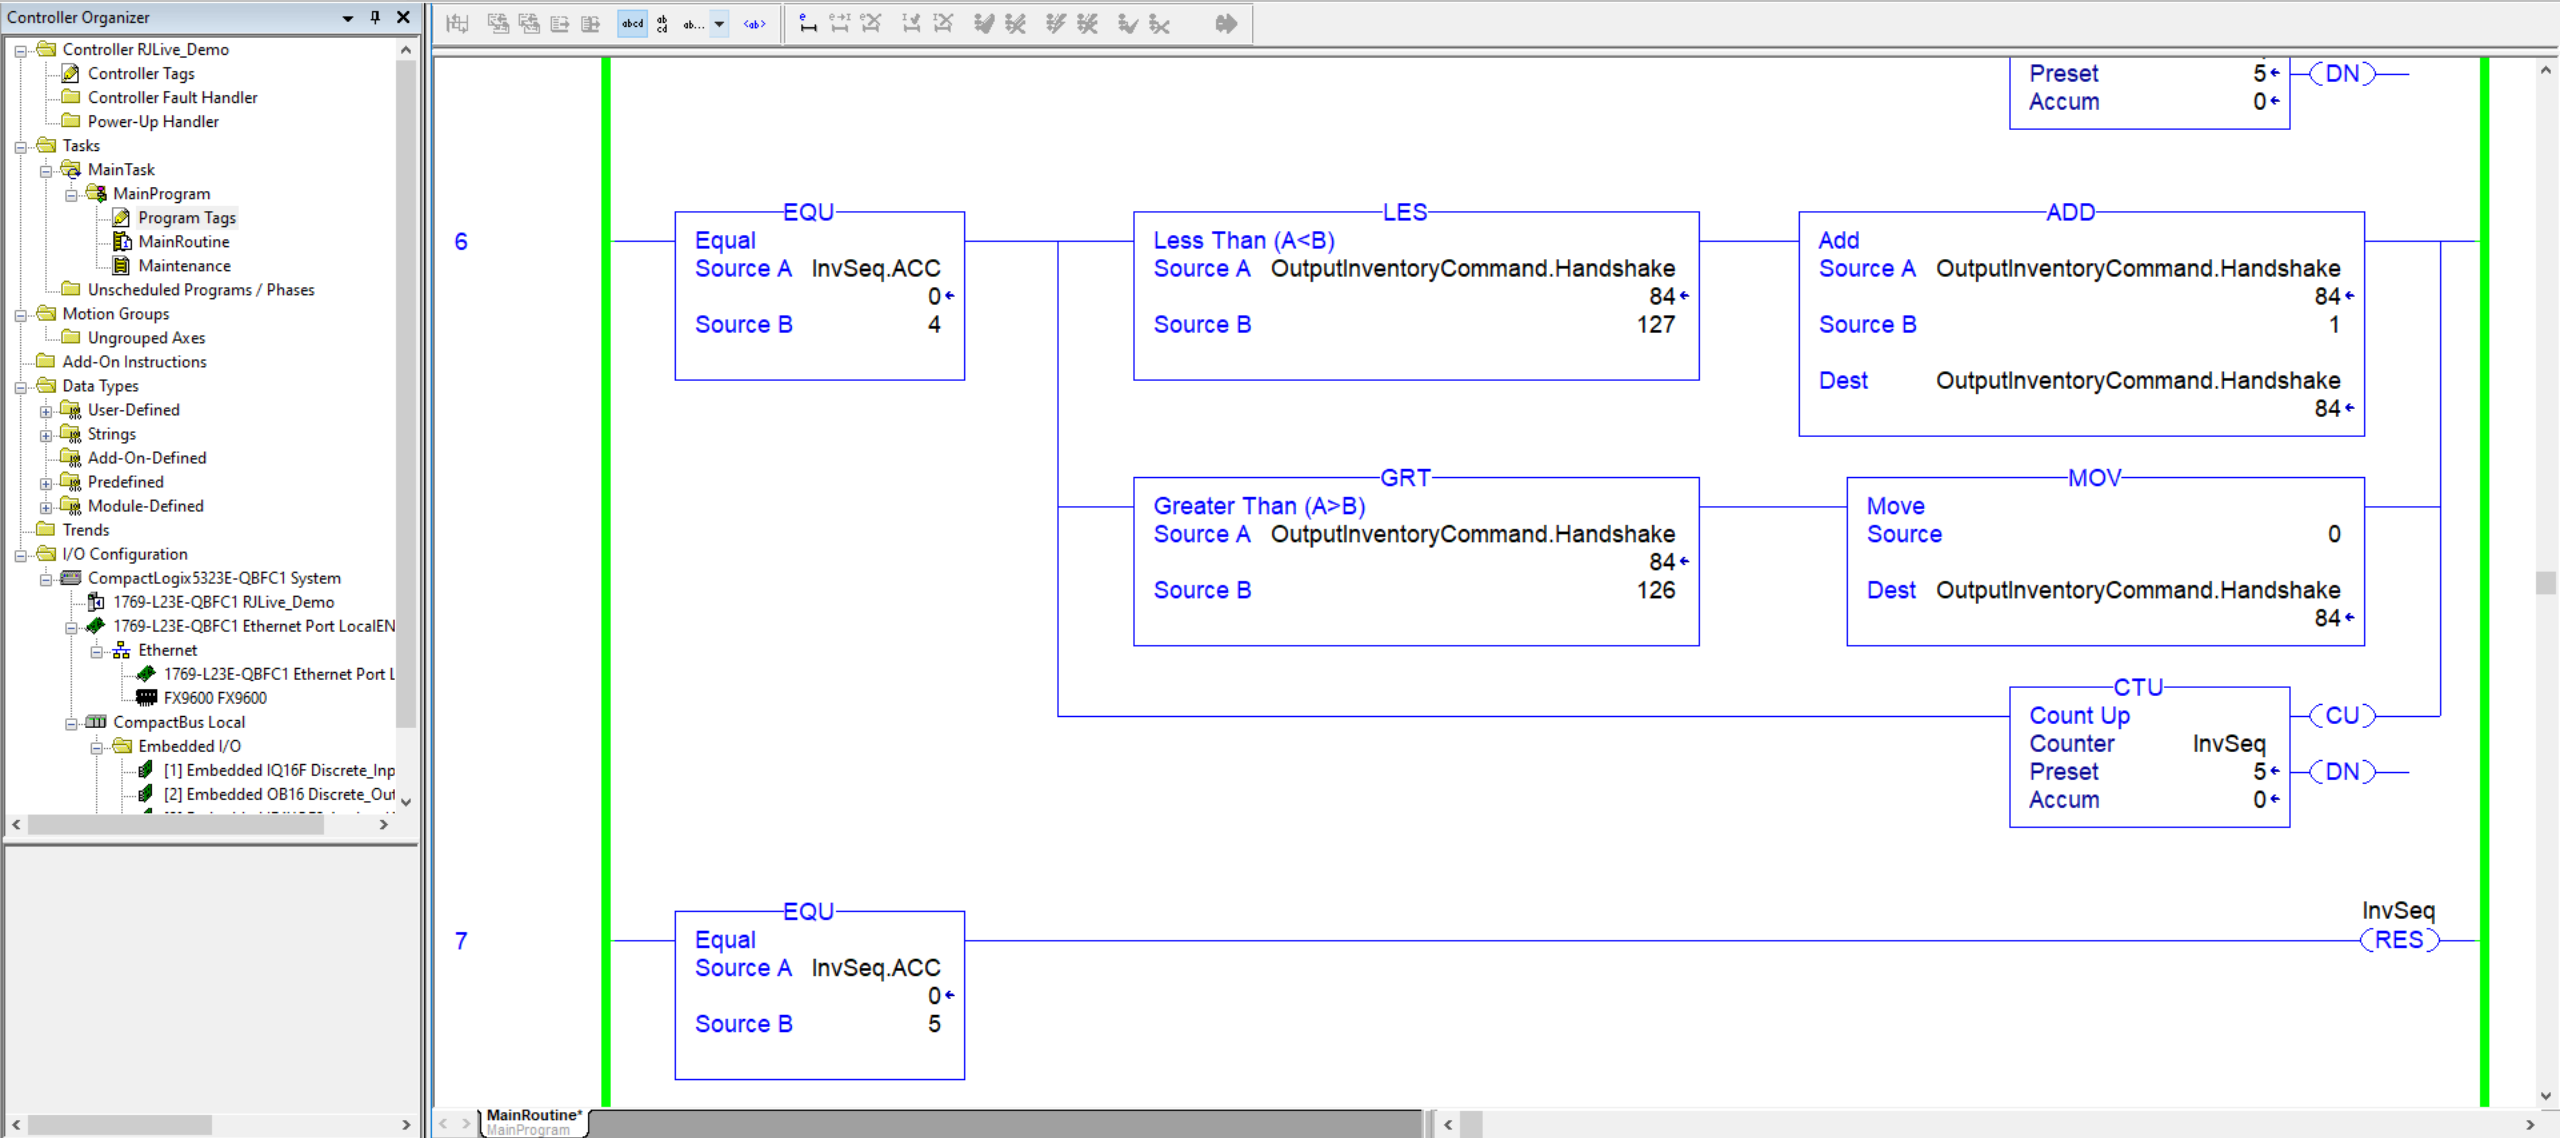 Controller Organizer
Controller RJLive_Demo
Controller Tags
Controller Fault Handler
Power-Up Handler
Tasks
MainTask
MainProgram
Program Tags
MainRoutine
Maintenance
Unscheduled Programs / Phases
Motion Groups
Ungrouped Axes
Add-On Instructions
Data Types
User-Defined
Strings
Add-On-Defined
Predefined
Module-Defined
Trends
I/O Configuration
CompactLogix5323E-QBFC1 System
1769-L23E-QBFC1 RJLive_Demo
1769-L23E-QBFC1 Ethernet Port LocalEN
Ethernet
1769-L23E-QBFC1 Ethernet Port L
FX9600 FX9600
CompactBus Local
Embedded I/O
[1] Embedded IQ16F Discrete_Inp
[2] Embedded OB16 Discrete_Out
abcd
ab
cd
ab...
<ab>
Preset 5 DN
Accum 0
6
EQU
Equal
Source A InvSeq.ACC
0
Source B 4
LES
Less Than (A<B)
Source A OutputInventoryCommand.Handshake
84
Source B 127
ADD
Add
Source A OutputInventoryCommand.Handshake
84
Source B 1
Dest OutputInventoryCommand.Handshake
84
GRT
Greater Than (A>B)
Source A OutputInventoryCommand.Handshake
84
Source B 126
MOV
Move
Source 0
Dest OutputInventoryCommand.Handshake
84
CTU
Count Up CU
Counter InvSeq
Preset 5 DN
Accum 0
7
EQU
Equal
Source A InvSeq.ACC
0
Source B 5
InvSeq
RES
MainRoutine*
MainProgram